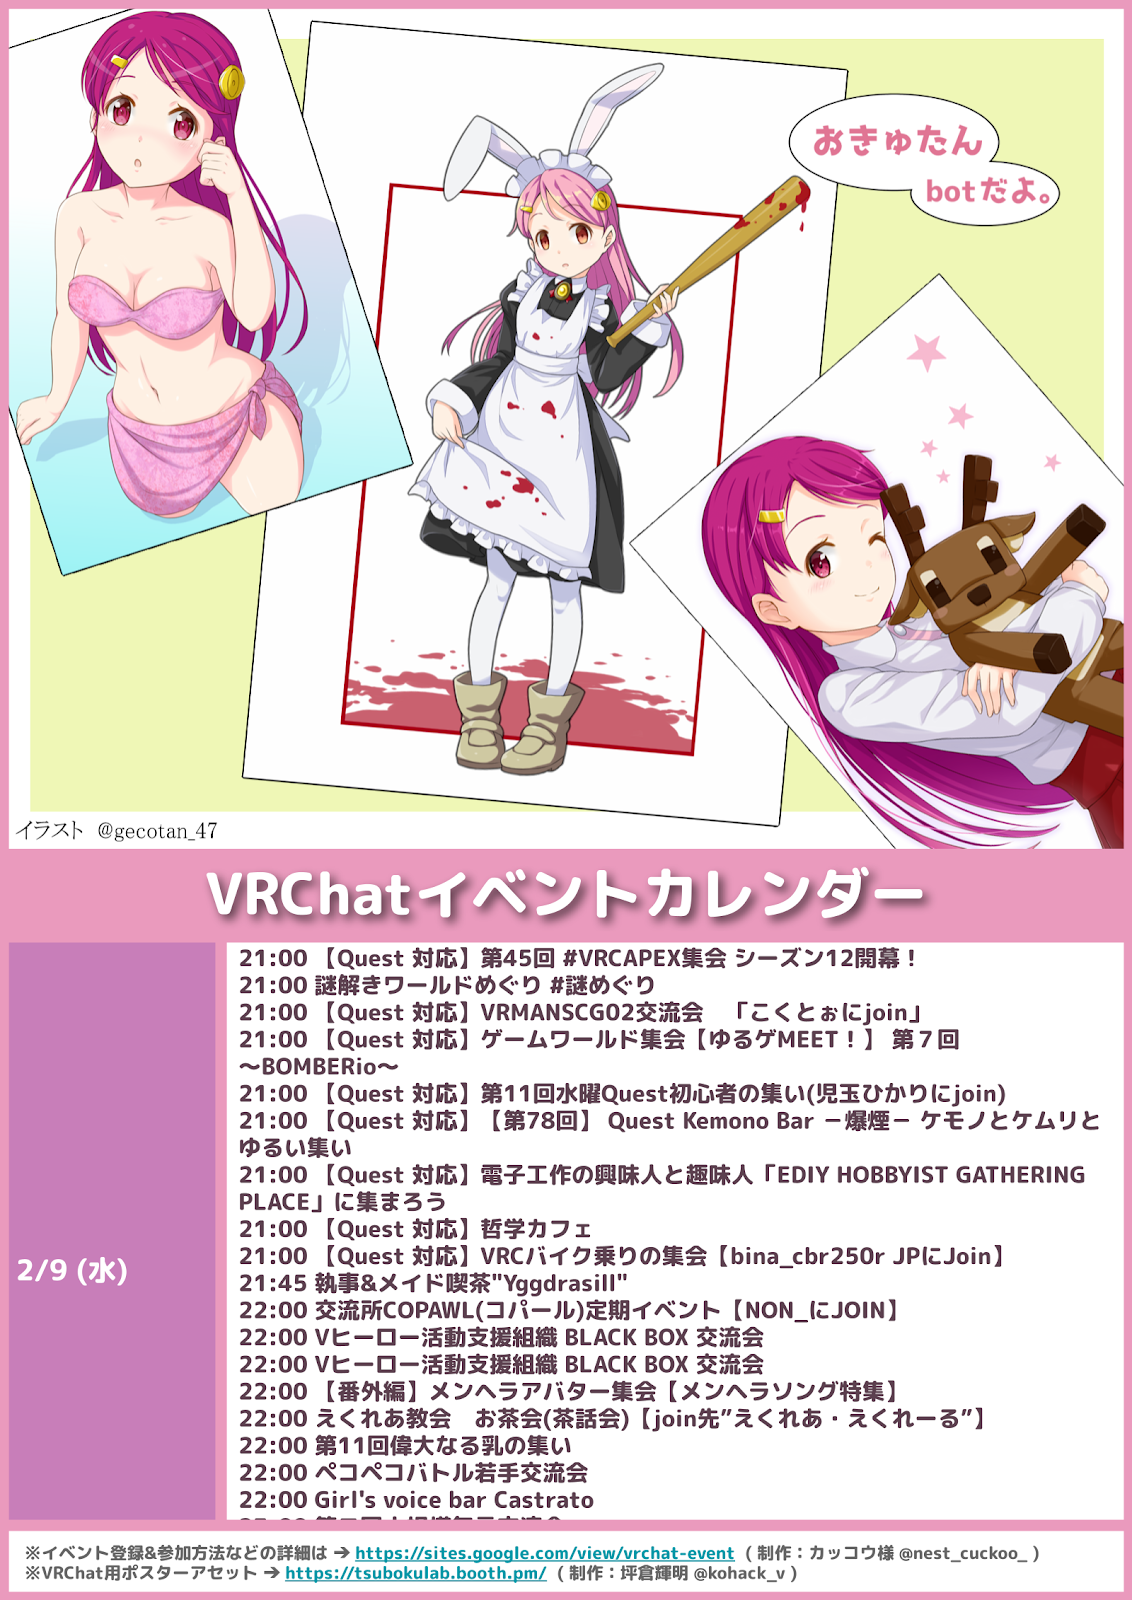 おきゅたん
botだよ。
イラスト @gecotan_47
VRChatイベントカレンダー
2/9 (水)
21:00 【Quest 対応】第45回 #VRCAPEX集会 シーズン12開幕！
21:00 謎解きワールドめぐり #謎めぐり
21:00 【Quest 対応】VRMANSCG02交流会　「こくとぉにjoin」
21:00 【Quest 対応】ゲームワールド集会【ゆるゲMEET！】 第７回
～BOMBERio～
21:00 【Quest 対応】第11回水曜Quest初心者の集い(児玉ひかりにjoin)
21:00 【Quest 対応】【第78回】 Quest Kemono Bar －爆煙－ ケモノとケムリと
ゆるい集い
21:00 【Quest 対応】電子工作の興味人と趣味人「EDIY HOBBYIST GATHERING
PLACE」に集まろう
21:00 【Quest 対応】哲学カフェ
21:00 【Quest 対応】VRCバイク乗りの集会【bina_cbr250r JPにJoin】
21:45 執事&メイド喫茶"Yggdrasill"
22:00 交流所COPAWL(コパール)定期イベント【NON_にJOIN】
22:00 Vヒーロー活動支援組織 BLACK BOX 交流会
22:00 Vヒーロー活動支援組織 BLACK BOX 交流会
22:00 【番外編】メンヘラアバター集会【メンヘラソング特集】
22:00 えくれあ教会　お茶会(茶話会)【join先”えくれあ・えくれーる”】
22:00 第11回偉大なる乳の集い
22:00 ペコペコバトル若手交流会
22:00 Girl's voice bar Castrato
※イベント登録&参加方法などの詳細は ➔ https://sites.google.com/view/vrchat-event ( 制作：カッコウ様 @nest_cuckoo_ )
※VRChat用ポスターアセット ➔ https://tsubokulab.booth.pm/ ( 制作：坪倉輝明 @kohack_v )